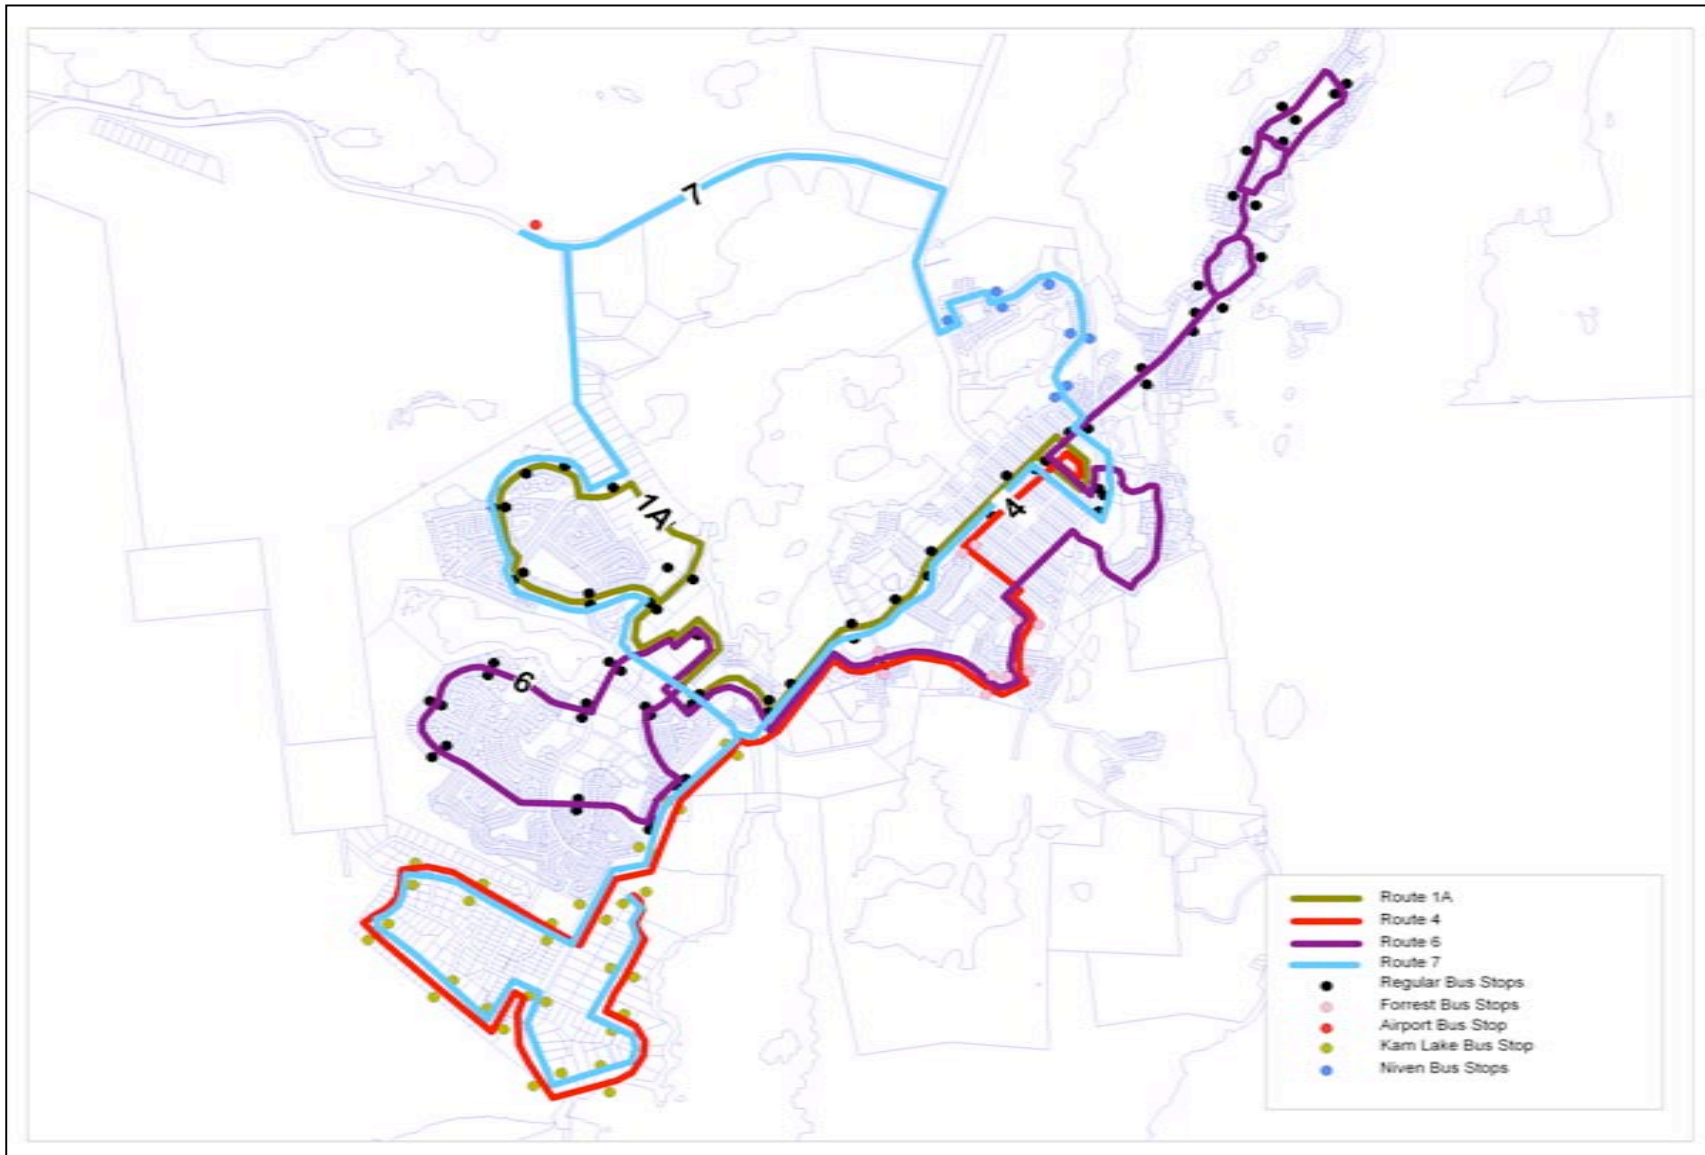 7
1A
4
6
Route 1A
Route 4
Route 6
Route 7
Regular Bus Stops
Forrest Bus Stops
Airport Bus Stop
Kam Lake Bus Stop
Niven Bus Stops